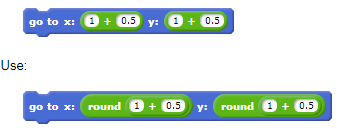 go to x: 1 + 0.5 y: 1 + 0.5
Use:
go to x: round 1 + 0.5 y: round 1 + 0.5